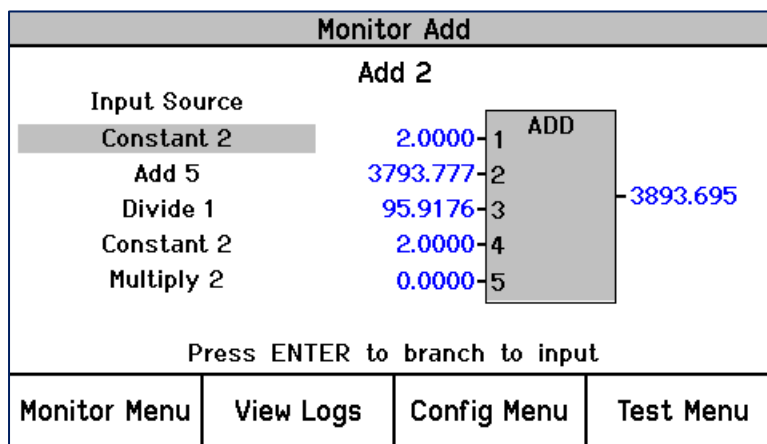 Monitor Add
Add 2
Input Source
Constant 2 2.0000 1 ADD
Add 5 3793.777 2
Divide 1 95.9176 3 3893.695
Constant 2 2.0000 4
Multiply 2 0.0000 5
Press ENTER to branch to input
Monitor Menu View Logs Config Menu Test Menu